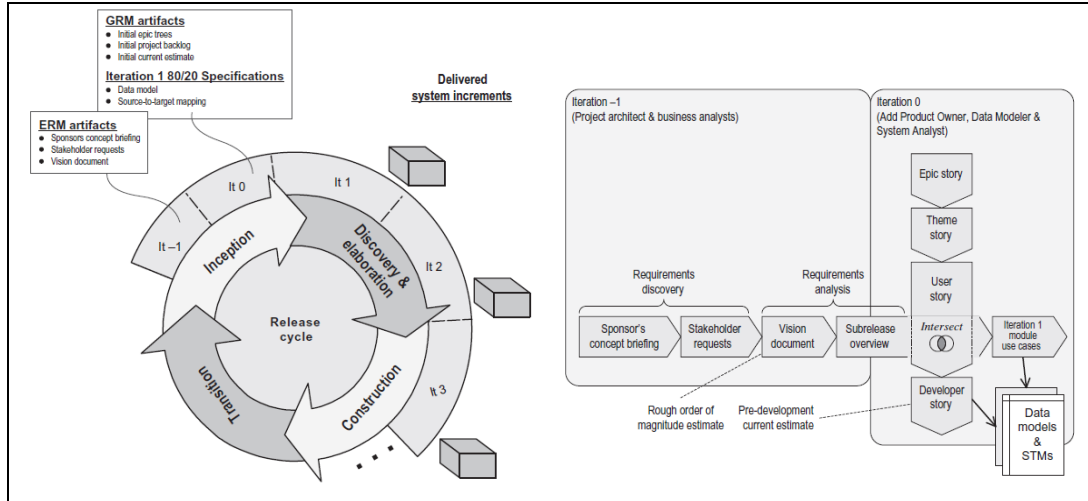 GRM artifacts
• Initial epic trees
• Initial project backlog
• Initial current estimate
Iteration 1 80/20 Specifications
• Data model
• Source-to-target mapping
ERM artifacts
• Sponsors concept briefing
• Stakeholder requests
• Vision document
Delivered
system increments
It –1
It 0
It 1
It 2
It 3
Inception
Discovery &
elaboration
Construction
Transition
Release
cycle
Iteration –1
(Project architect & business analysts)
Iteration 0
(Add Product Owner, Data Modeler &
System Analyst)
Epic story
Theme
story
User
story
Requirements
discovery
Requirements
analysis
Sponsor's
concept briefing
Stakeholder
requests
Vision
document
Subrelease
overview
Intersect
Iteration 1
module
use cases
Developer
story
Rough order of
magnitude estimate
Pre-development
current estimate
Data
models
&
STMs